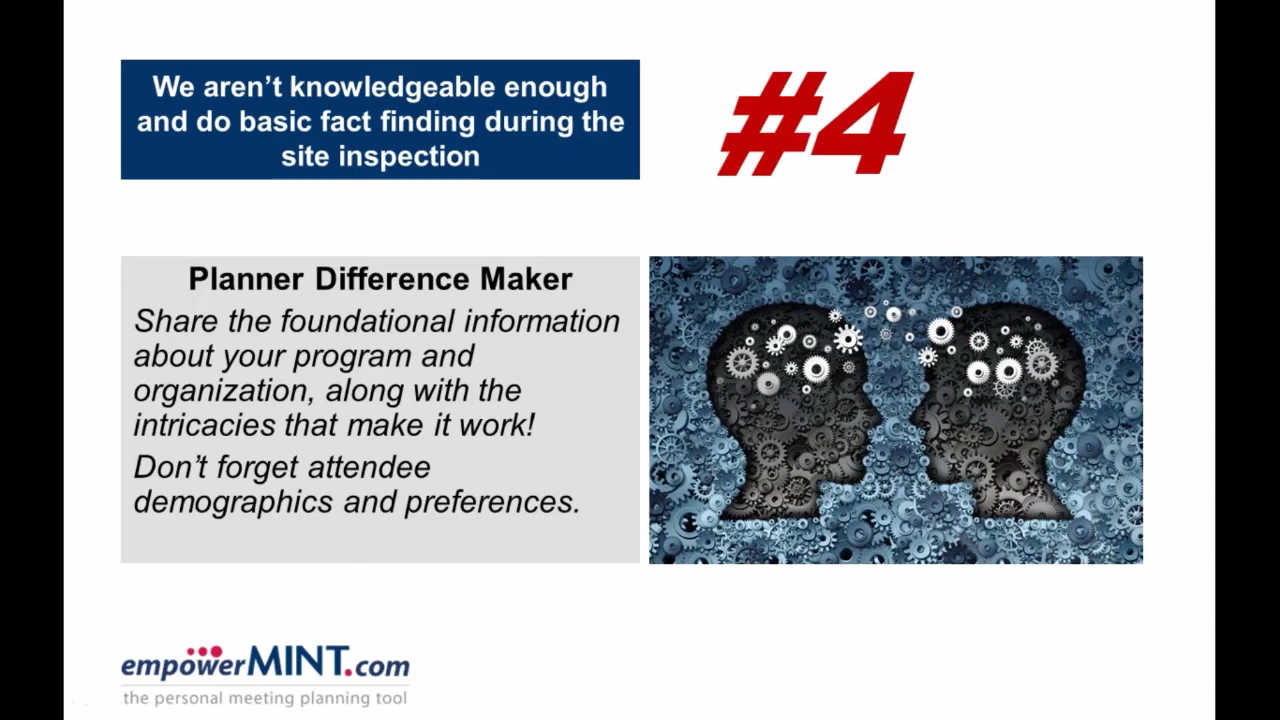 We aren't knowledgeable enough
and do basic fact finding during the
site inspection
#4
Planner Difference Maker
Share the foundational information
about your program and
organization, along with the
intricacies that make it work!
Don't forget attendee
demographics and preferences.
empowerMINT.com
the personal meeting planning tool